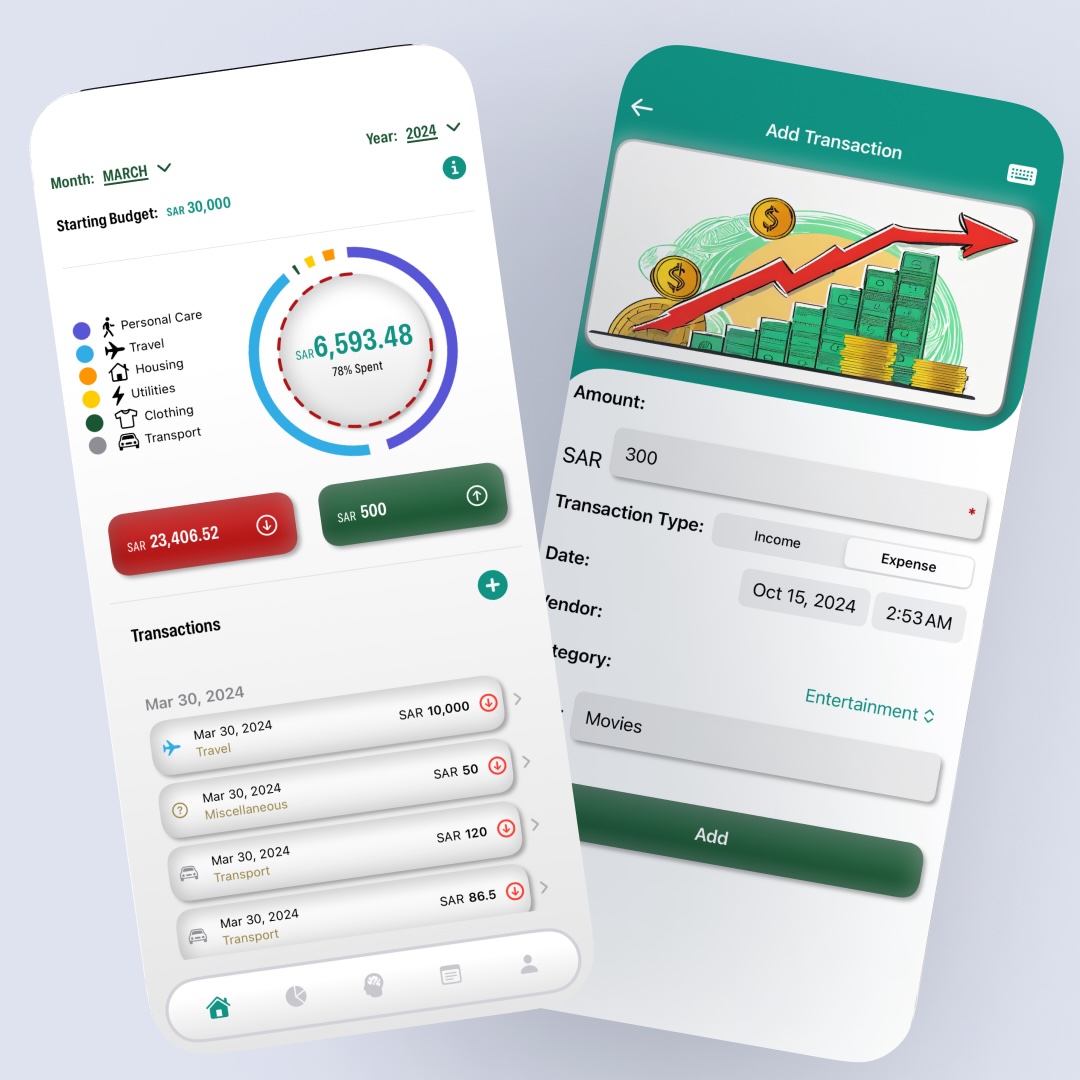 Year: 2024
Month: MARCH
Starting Budget: SAR 30,000
Personal Care
Travel
Housing
Utilities
Clothing
Transport
SAR 6,593.48
78% Spent
SAR 23,406.52
SAR 500
Transactions
Mar 30, 2024
Mar 30, 2024
Travel
SAR 10,000
Mar 30, 2024
Miscellaneous
SAR 50
Mar 30, 2024
Transport
SAR 120
Mar 30, 2024
Transport
SAR 86.5
Add Transaction
$
$
Amount:
SAR 300
*
Transaction Type: Income Expense
Date: Oct 15, 2024 2:53 AM
endor:
tegory:
Entertainment
Movies
Add